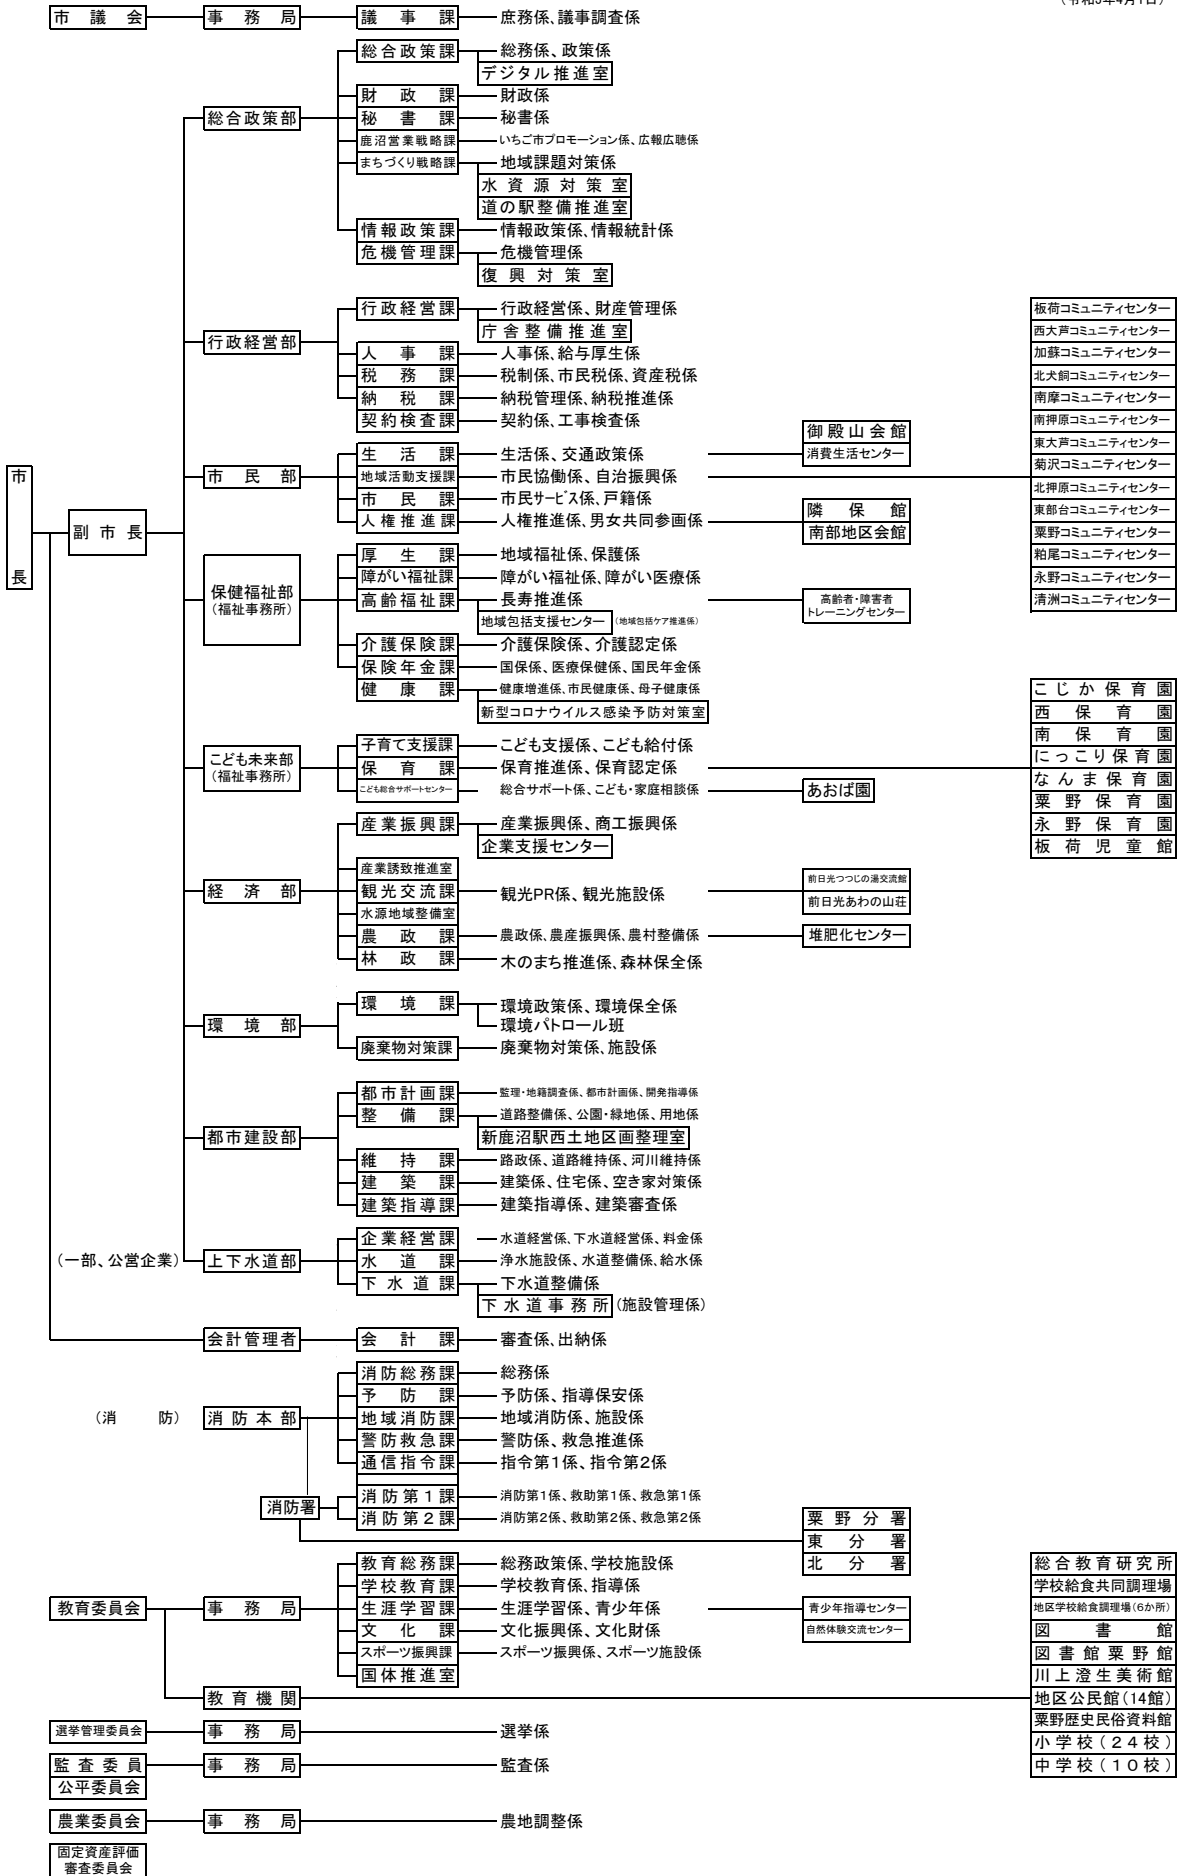 (令和3年4月1日)
市議会 事務局 議事課 庶務係、議事調査係
総合政策課 総務係、政策係
デジタル推進室
財政課 財政係
総合政策部 秘書課 秘書係
鹿沼営業戦略課 いちご市プロモーション係、広報広聴係
まちづくり戦略課 地域課題対策係
水資源対策室
道の駅整備推進室
情報政策課 情報政策係、情報統計係
危機管理課 危機管理係
復興対策室
行政経営課 行政経営係、財産管理係
庁舎整備推進室
行政経営部
人事課 人事係、給与厚生係
税務課 税制係、市民税係、資産税係
納税課 納税管理係、納税推進係
契約検査課 契約係、工事検査係
板荷コミュニティセンター
西大芦コミュニティセンター
加蘇コミュニティセンター
北犬飼コミュニティセンター
南摩コミュニティセンター
南押原コミュニティセンター
東大芦コミュニティセンター
菊沢コミュニティセンター
北押原コミュニティセンター
東部台コミュニティセンター
粟野コミュニティセンター
粕尾コミュニティセンター
永野コミュニティセンター
清洲コミュニティセンター
御殿山会館
生活課 生活係、交通政策係 消費生活センター
市民部 地域活動支援課 市民協働係、自治振興係
市民課 市民サービス係、戸籍係
人権推進課 人権推進係、男女共同参画係 隣保館
南部地区会館
市長
副市長
厚生課 地域福祉係、保護係
障がい福祉課 障がい福祉係、障がい医療係
保健福祉部
(福祉事務所)
高齢福祉課 長寿推進係 高齢者・障害者
トレーニングセンター
地域包括支援センター (地域包括ケア推進係)
介護保険課 介護保険係、介護認定係
保険年金課 国保係、医療保健係、国民年金係
健康課 健康増進係、市民健康係、母子健康係
新型コロナウイルス感染予防対策室
こども未来部
(福祉事務所)
子育て支援課 こども支援係、こども給付係
保育課 保育推進係、保育認定係
こども総合サポートセンター 総合サポート係、こども・家庭相談係 あおば園
こじか保育園
西保育園
南保育園
にっこり保育園
なんま保育園
粟野保育園
永野保育園
板荷児童館
産業振興課 産業振興係、商工振興係
企業支援センター
産業誘致推進室
経済部 観光交流課 観光PR係、観光施設係 前日光つつじの湯交流館
前日光あわの山荘
水源地域整備室
農政課 農政係、農産振興係、農村整備係 堆肥化センター
林政課 木のまち推進係、森林保全係
環境課 環境政策係、環境保全係
環境部 環境パトロール班
廃棄物対策課 廃棄物対策係、施設係
都市計画課 監理・地籍調査係、都市計画係、開発指導係
整備課 道路整備係、公園・緑地係、用地係
都市建設部 新鹿沼駅西土地区画整理室
維持課 路政係、道路維持係、河川維持係
建築課 建築係、住宅係、空き家対策係
建築指導課 建築指導係、建築審査係
企業経営課 水道経営係、下水道経営係、料金係
(一部、公営企業) 上下水道部 水道課 浄水施設係、水道整備係、給水係
下水道課 下水道整備係
下水道事務所 (施設管理係)
会計管理者 会計課 審査係、出納係
消防総務課 総務係
予防課 予防係、指導保安係
(消防) 消防本部 地域消防課 地域消防係、施設係
警防救急課 警防係、救急推進係
通信指令課 指令第1係、指令第2係
消防署 消防第1課 消防第1係、救助第1係、救急第1係
消防第2課 消防第2係、救助第2係、救急第2係
粟野分署
東分署
北分署
教育総務課 総務政策係、学校施設係
学校教育課 学校教育係、指導係
教育委員会 事務局 生涯学習課 生涯学習係、青少年係 青少年指導センター
文化課 文化振興係、文化財係 自然体験交流センター
スポーツ振興課 スポーツ振興係、スポーツ施設係
国体推進室
教育機関
総合教育研究所
学校給食共同調理場
地区学校給食調理場(6か所)
図書館
図書館粟野館
川上澄生美術館
地区公民館(14館)
粟野歴史民俗資料館
小学校(24校)
中学校(10校)
選挙管理委員会 事務局 選挙係
監査委員 事務局 監査係
公平委員会
農業委員会 事務局 農地調整係
固定資産評価
審査委員会